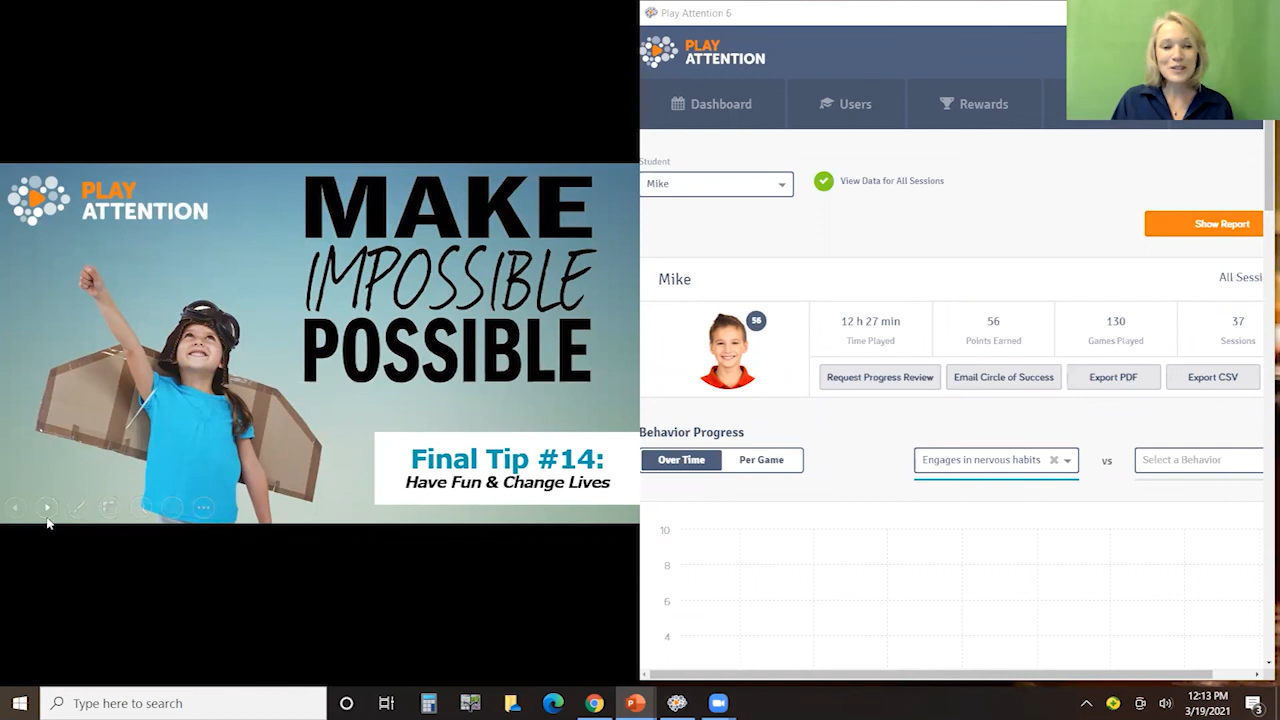 PLAY
ATTENTION
MAKE
IMPOSSIBLE
POSSIBLE
Final Tip #14:
Have Fun & Change Lives
Play Attention 6
PLAY
ATTENTION
Dashboard
Users
Rewards
Student
Mike
View Data for All Sessions
Show Report
Mike
All Sessi
56
12 h 27 min
56
130
37
Time Played
Points Earned
Games Played
Sessions
Request Progress Review
Email Circle of Success
Export PDF
Export CSV
Behavior Progress
Over Time
Per Game
Engages in nervous habits
vs
Select a Behavior
10
8
6
4
Type here to search
12:13 PM
3/19/2021
3